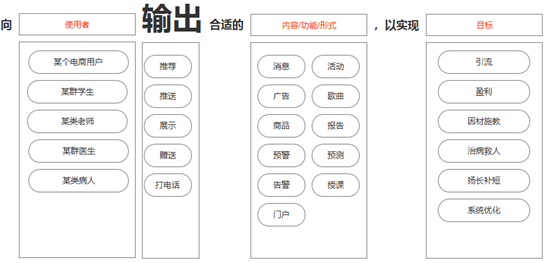 向 使用者 输出 合适的 内容/功能/形式 ，以实现 目标
某个电商用户
某群学生
某类老师
某群医生
某类病人
推荐
推送
展示
赠送
打电话
消息 活动
广告 歌曲
商品 报告
预警 预测
告警 授课
门户
引流
盈利
因材施教
治病救人
扬长补短
系统优化